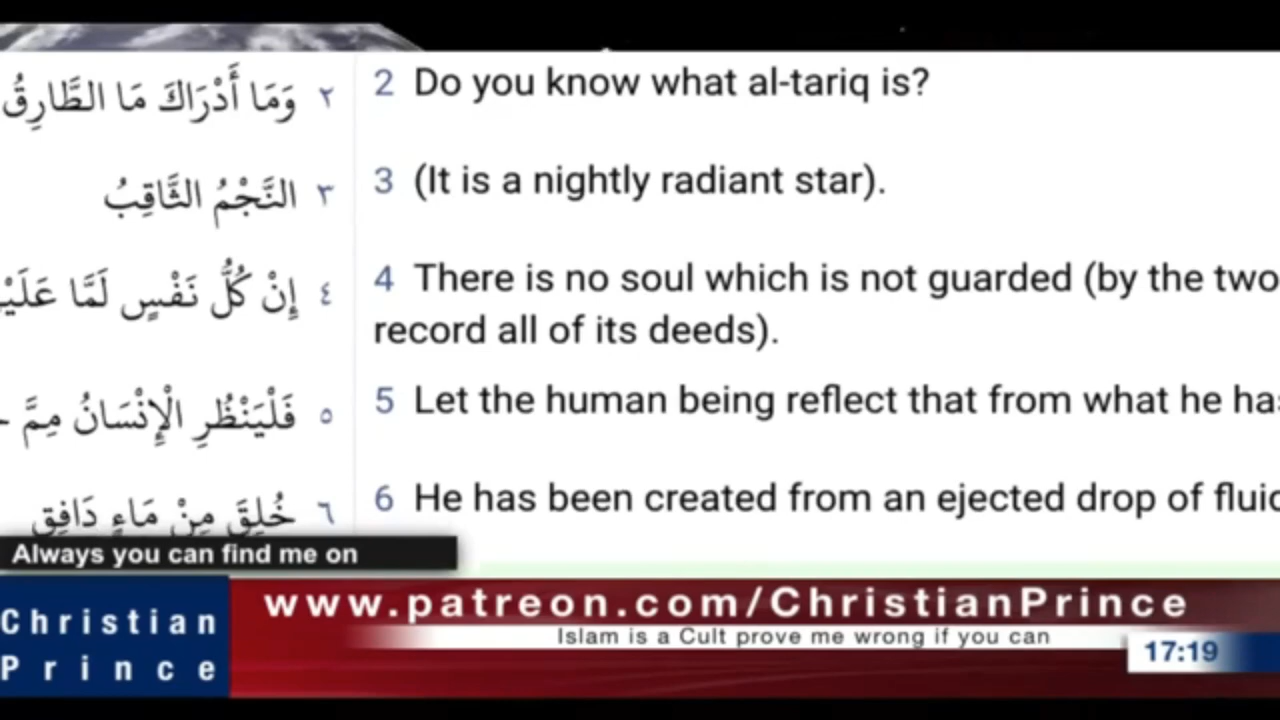 وَمَا أَدْرَاكَ مَا الطَّارِقُ ٢
2 Do you know what al-tariq is?
النَّجْمُ الثَّاقِبُ ٣
3 (It is a nightly radiant star).
إِنْ كُلُّ نَفْسٍ لَمَّا ٤
4 There is no soul which is not guarded (by the two
record all of its deeds).
فَلْيَنْظُرِ الْإِنْسَانُ مِمَّ ٥
5 Let the human being reflect that from what he has
خُلِقَ مِنْ مَاءٍ دَافِقٍ ٦
6 He has been created from an ejected drop of
Always you can find me on
Christian
Prince
www.patreon.com/ChristianPrince
Islam is a Cult prove me wrong if you can
17:19